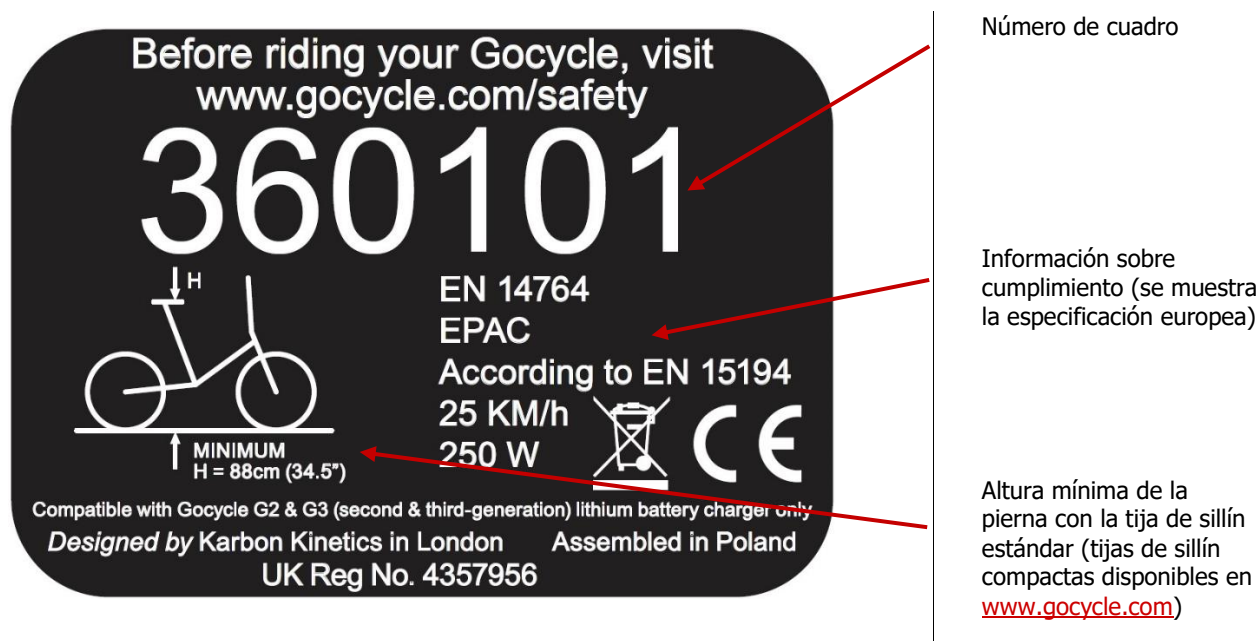 Before riding your Gocycle, visit
www.gocycle.com/safety
360101
H
MINIMUM
H = 88cm (34.5”)
EN 14764
EPAC
According to EN 15194
25 KM/h
250 W
CE
Compatible with Gocycle G2 & G3 (second & third-generation) lithium battery charger only
Designed by Karbon Kinetics in London Assembled in Poland
UK Reg No. 4357956
Número de cuadro
Información sobre
cumplimiento (se muestra
la especificación europea)
Altura mínima de la
pierna con la tija de sillín
estándar (tijas de sillín
compactas disponibles en
www.gocycle.com)